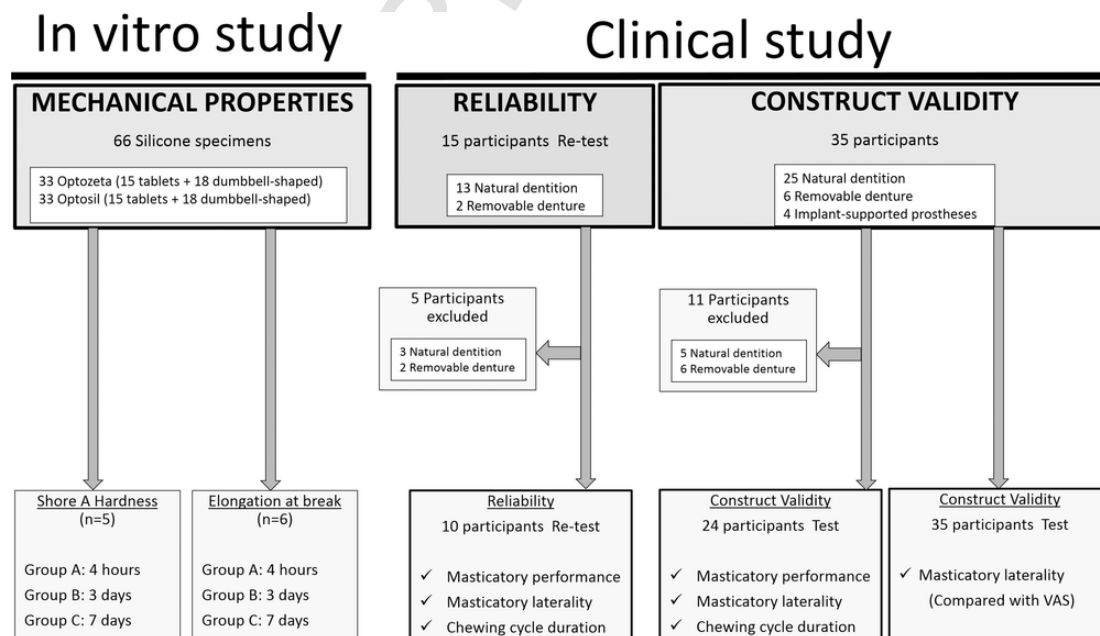 In vitro study
Clinical study
MECHANICAL PROPERTIES
66 Silicone specimens
33 Optozeta (15 tablets + 18 dumbbell-shaped)
33 Optosil (15 tablets + 18 dumbbell-shaped)
RELIABILITY
15 participants Re-test
13 Natural dentition
2 Removable denture
CONSTRUCT VALIDITY
35 participants
25 Natural dentition
6 Removable denture
4 Implant-supported prostheses
5 Participants
excluded
3 Natural dentition
2 Removable denture
11 Participants
excluded
5 Natural dentition
6 Removable denture
Shore A Hardness
(n=5)
Group A: 4 hours
Group B: 3 days
Group C: 7 days
Elongation at break
(n=6)
Group A: 4 hours
Group B: 3 days
Group C: 7 days
Reliability
10 participants Re-test
✓ Masticatory performance
✓ Masticatory laterality
✓ Chewing cycle duration
Construct Validity
24 participants Test
✓ Masticatory performance
✓ Masticatory laterality
✓ Chewing cycle duration
Construct Validity
35 participants Test
✓ Masticatory laterality
(Compared with VAS)